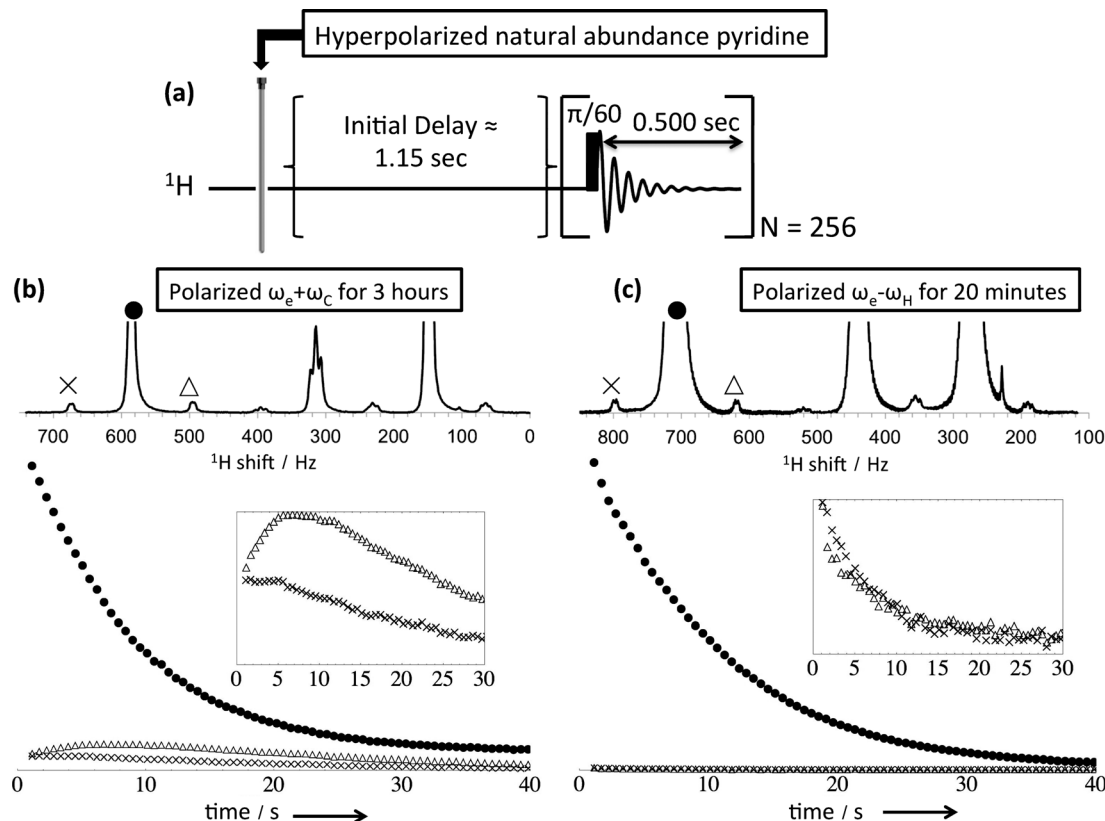 Hyperpolarized natural abundance pyridine
(a)
Initial Delay ≈
1.15 sec
π/60
0.500 sec
¹H
N = 256
(b)
Polarized ωe+ωC for 3 hours
700 600 500 400 300 200 100 0
¹H shift / Hz
0 5 10 15 20 25 30
0 10 20 30 40
time / s
(c)
Polarized ωe-ωH for 20 minutes
800 700 600 500 400 300 200 100
¹H shift / Hz
0 5 10 15 20 25 30
0 10 20 30 40
time / s